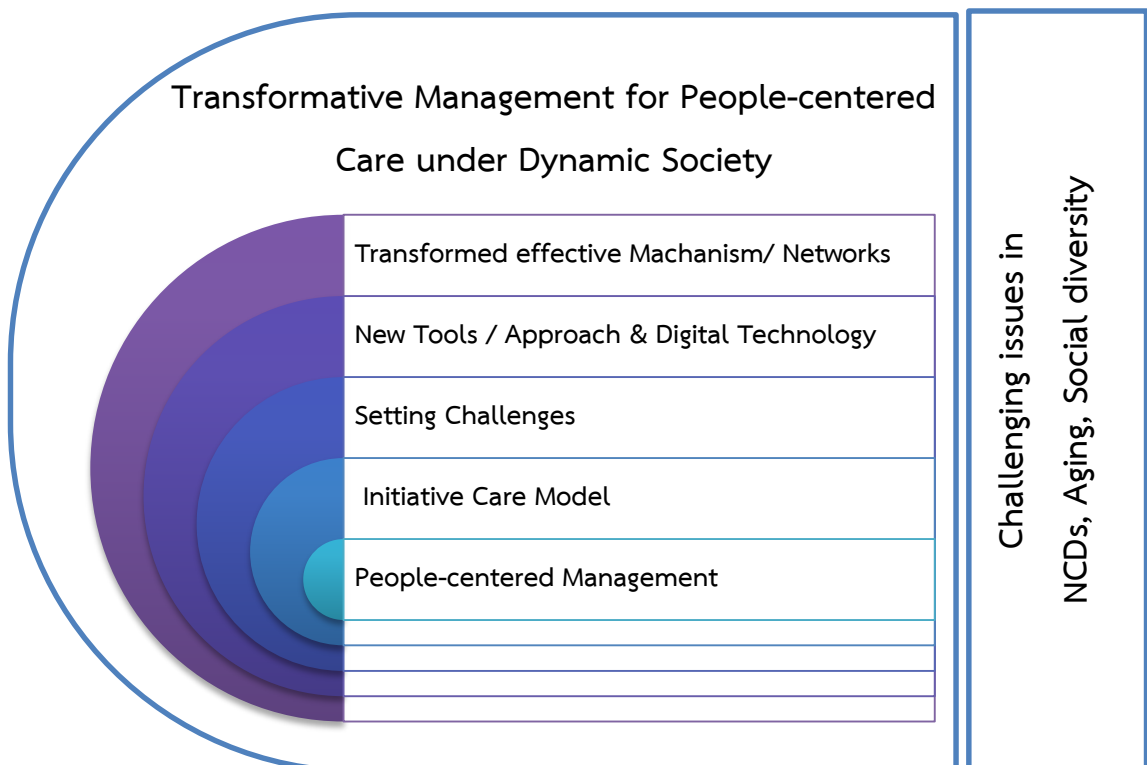 Transformative Management for People-centered
Care under Dynamic Society
Transformed effective Machanism/ Networks
New Tools / Approach & Digital Technology
Setting Challenges
Initiative Care Model
People-centered Management
Challenging issues in
NCDs, Aging, Social diversity